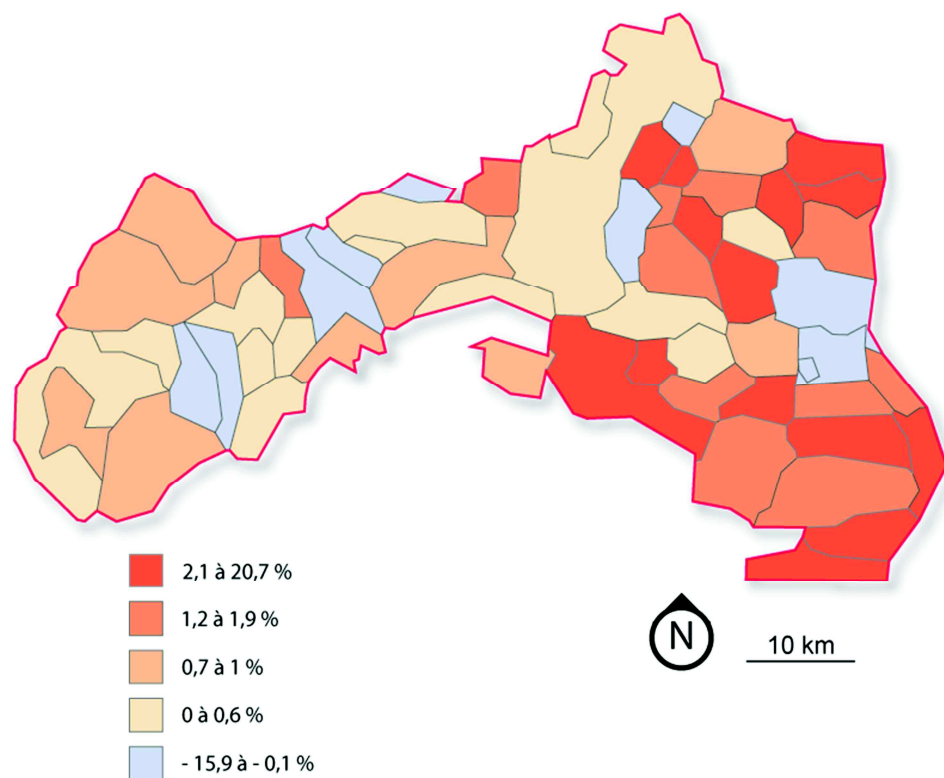 2,1 à 20,7 %
1,2 à 1,9 %
0,7 à 1 %
0 à 0,6 %
- 15,9 à - 0,1 %
N
10 km